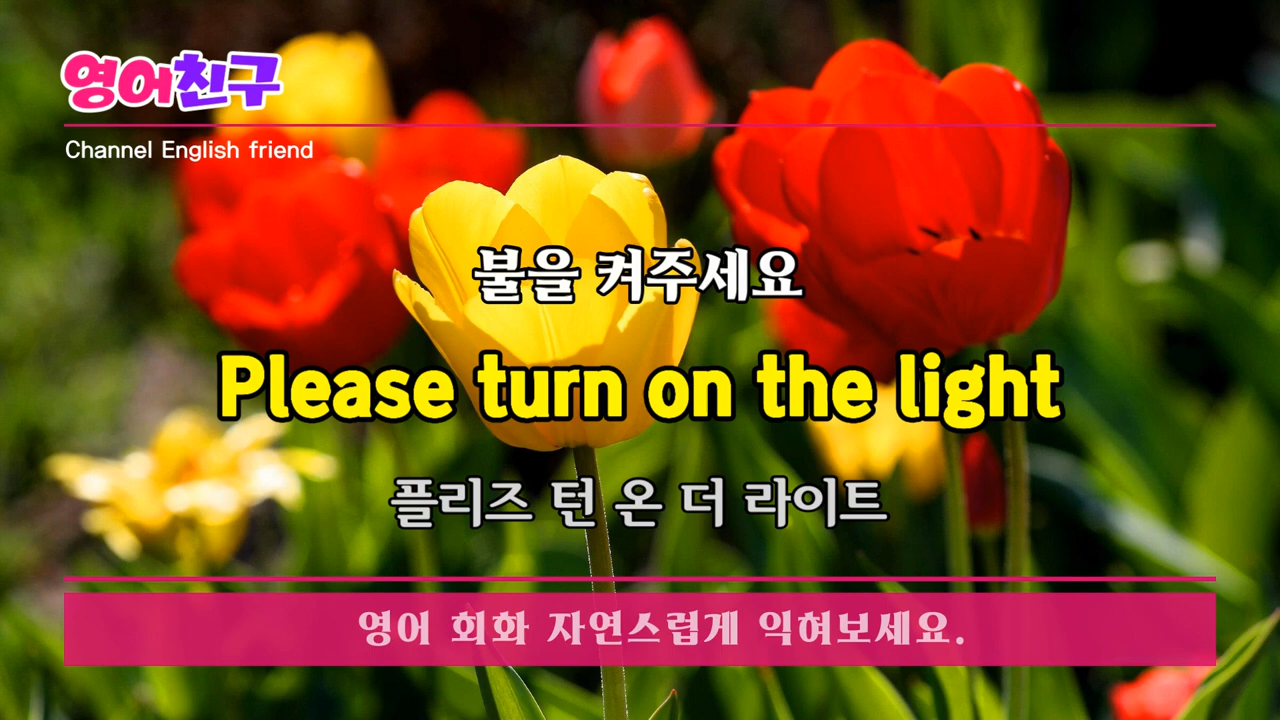 영어친구
Channel English friend
불을 켜주세요
Please turn on the light
플리즈 턴 온 더 라이트
영어 회화 자연스럽게 익혀보세요.